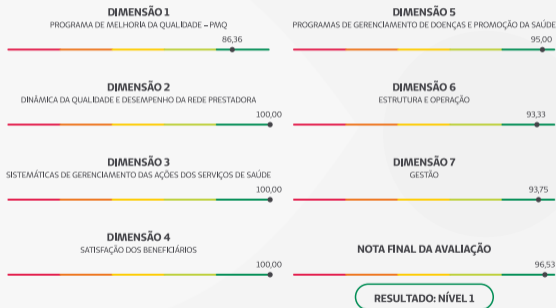 DIMENSÃO 1
PROGRAMA DE MELHORIA DA QUALIDADE – PMQ
86,36
DIMENSÃO 2
DINÂMICA DA QUALIDADE E DESEMPENHO DA REDE PRESTADORA
100,00
DIMENSÃO 3
SISTEMÁTICAS DE GERENCIAMENTO DAS AÇÕES DOS SERVIÇOS DE SAÚDE
100,00
DIMENSÃO 4
SATISFAÇÃO DOS BENEFICIÁRIOS
100,00
DIMENSÃO 5
PROGRAMAS DE GERENCIAMENTO DE DOENÇAS E PROMOÇÃO DA SAÚDE
95,00
DIMENSÃO 6
ESTRUTURA E OPERAÇÃO
93,33
DIMENSÃO 7
GESTÃO
93,75
NOTA FINAL DA AVALIAÇÃO
96,53
RESULTADO: NÍVEL 1